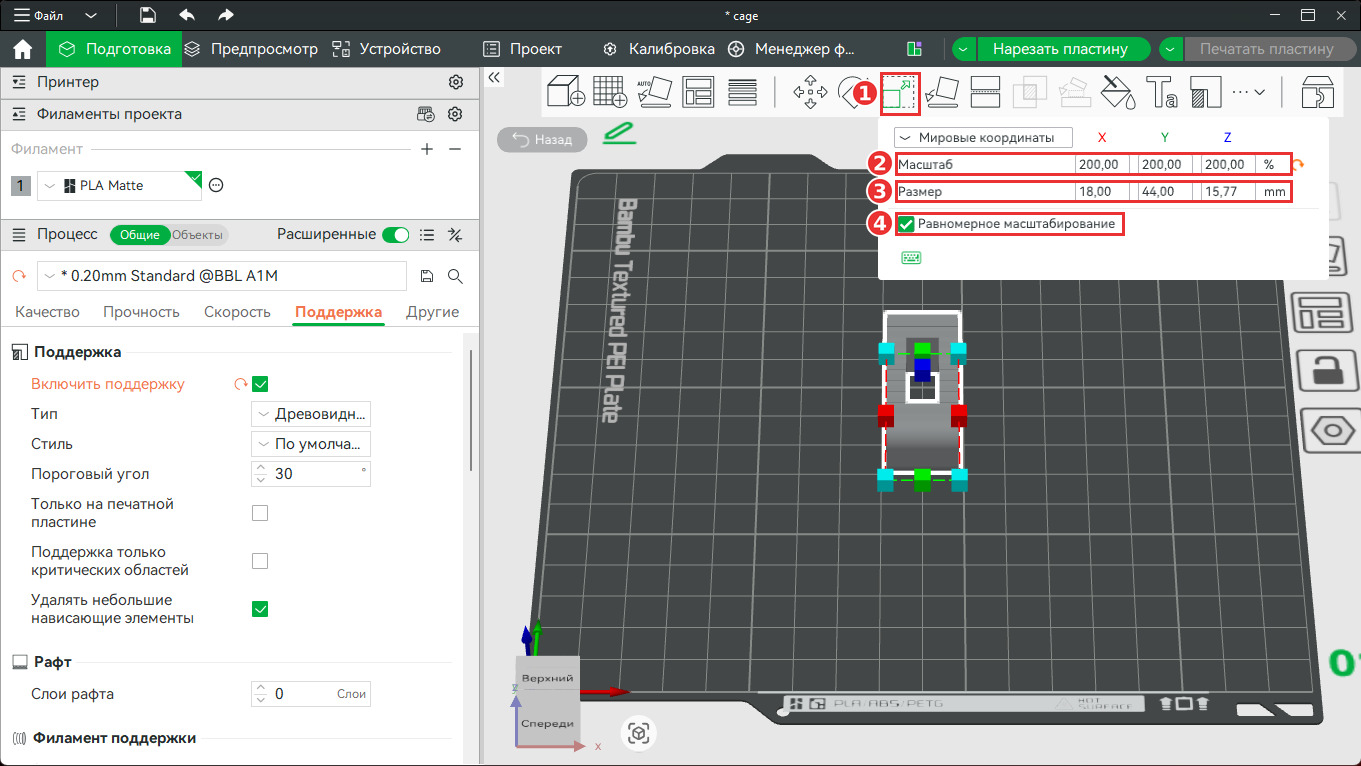 Файл
* cage
Подготовка
Предпросмотр
Устройство
Проект
Калибровка
Менеджер ф...
Нарезать пластину
Печатать пластину
Принтер
Филаменты проекта
Филамент
1
PLA Matte
Процесс
Общие
Объекты
Расширенные
* 0.20mm Standard @BBL A1M
Качество
Прочность
Скорость
Поддержка
Другие
Поддержка
Включить поддержку
Тип
Древовидн...
Стиль
По умолча...
Пороговый угол
30
°
Только на печатной
пластине
Поддержка только
критических областей
Удалять небольшие
нависающие элементы
Рафт
Слои рафта
0
Слои
Филамент поддержки
AUTO
1
Назад
Мировые координаты X Y Z
2 Масштаб 200,00 200,00 200,00 %
3 Размер 18,00 44,00 15,77 mm
4 Равномерное масштабирование
Bambu Textured PEI Plate
Верхний
Спереди
z
x
PLA/ABS/PETG
HOT
SURFACE